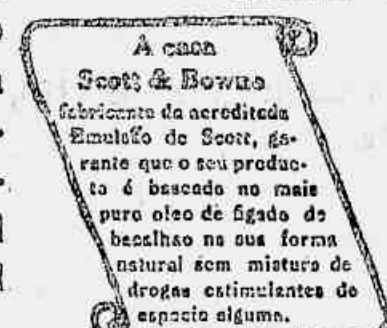 A casa
Scott & Bowne
fabricante da acreditada
Emulsão de Scott, ga-
rante que o seu produc-
to é baseado no mais
puro oleo de figado de
bacalhao na sua forma
natural sem mistura de
drogas estimulantes de
especie alguma.